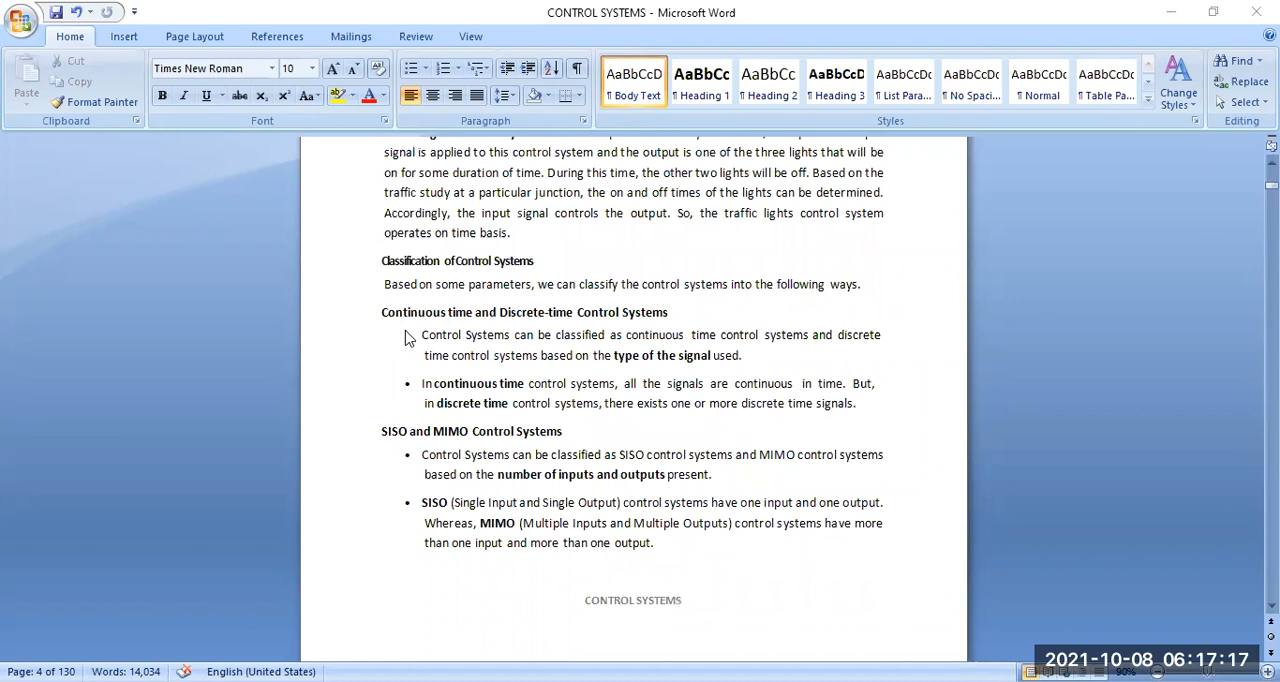 CONTROL SYSTEMS - Microsoft Word
Home Insert Page Layout References Mailings Review View
Paste Cut Copy Format Painter Clipboard
Times New Roman 10 Font
Paragraph
AaBbCcD ¶ Body Text AaBbCc ¶ Heading 1 AaBbCc ¶ Heading 2 AaBbCcD ¶ Heading 3 AaBbCcDc ¶ List Para... AaBbCcDc ¶ No Spaci... AaBbCcDc ¶ Normal AaBbCcDc ¶ Table Pa...
Change Styles Styles
Find Replace Select Editing
signal is applied to this control system and the output is one of the three lights that will be
on for some duration of time. During this time, the other two lights will be off. Based on the
traffic study at a particular junction, the on and off times of the lights can be determined.
Accordingly, the input signal controls the output. So, the traffic lights control system
operates on time basis.
Classification of Control Systems
Based on some parameters, we can classify the control systems into the following ways.
Continuous time and Discrete-time Control Systems
Control Systems can be classified as continuous time control systems and discrete
time control systems based on the type of the signal used.
• In continuous time control systems, all the signals are continuous in time. But,
in discrete time control systems, there exists one or more discrete time signals.
SISO and MIMO Control Systems
• Control Systems can be classified as SISO control systems and MIMO control systems
based on the number of inputs and outputs present.
• SISO (Single Input and Single Output) control systems have one input and one output.
Whereas, MIMO (Multiple Inputs and Multiple Outputs) control systems have more
than one input and more than one output.
CONTROL SYSTEMS
Page: 4 of 130 Words: 14,034 English (United States) 90%
2021-10-08 06:17:17